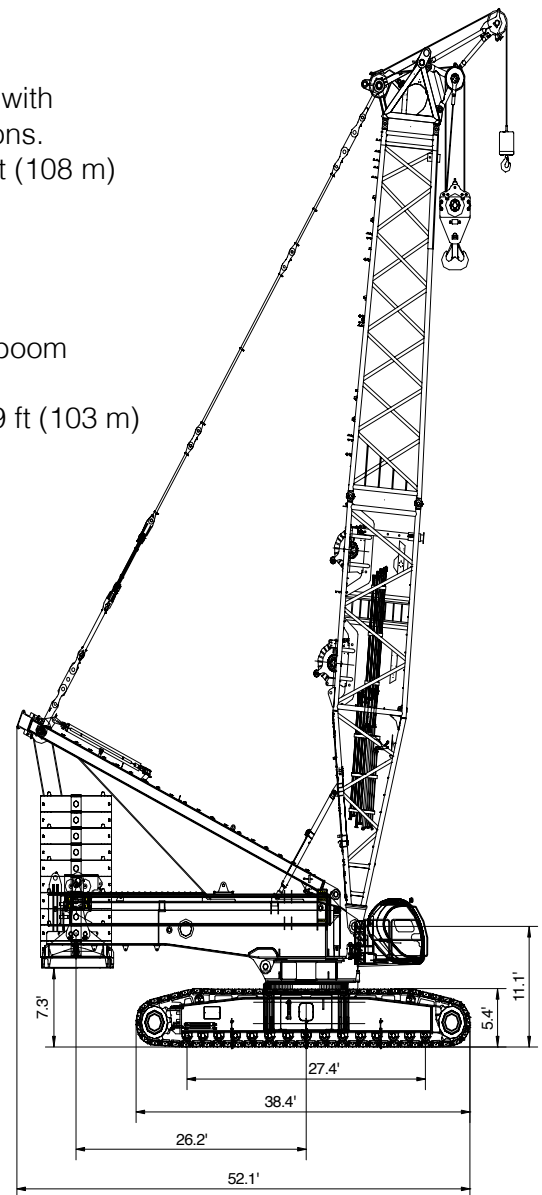 with
ons.
t (108 m)
boom
9 ft (103 m)
11.1'
7.3'
5.4'
27.4'
38.4'
26.2'
52.1'